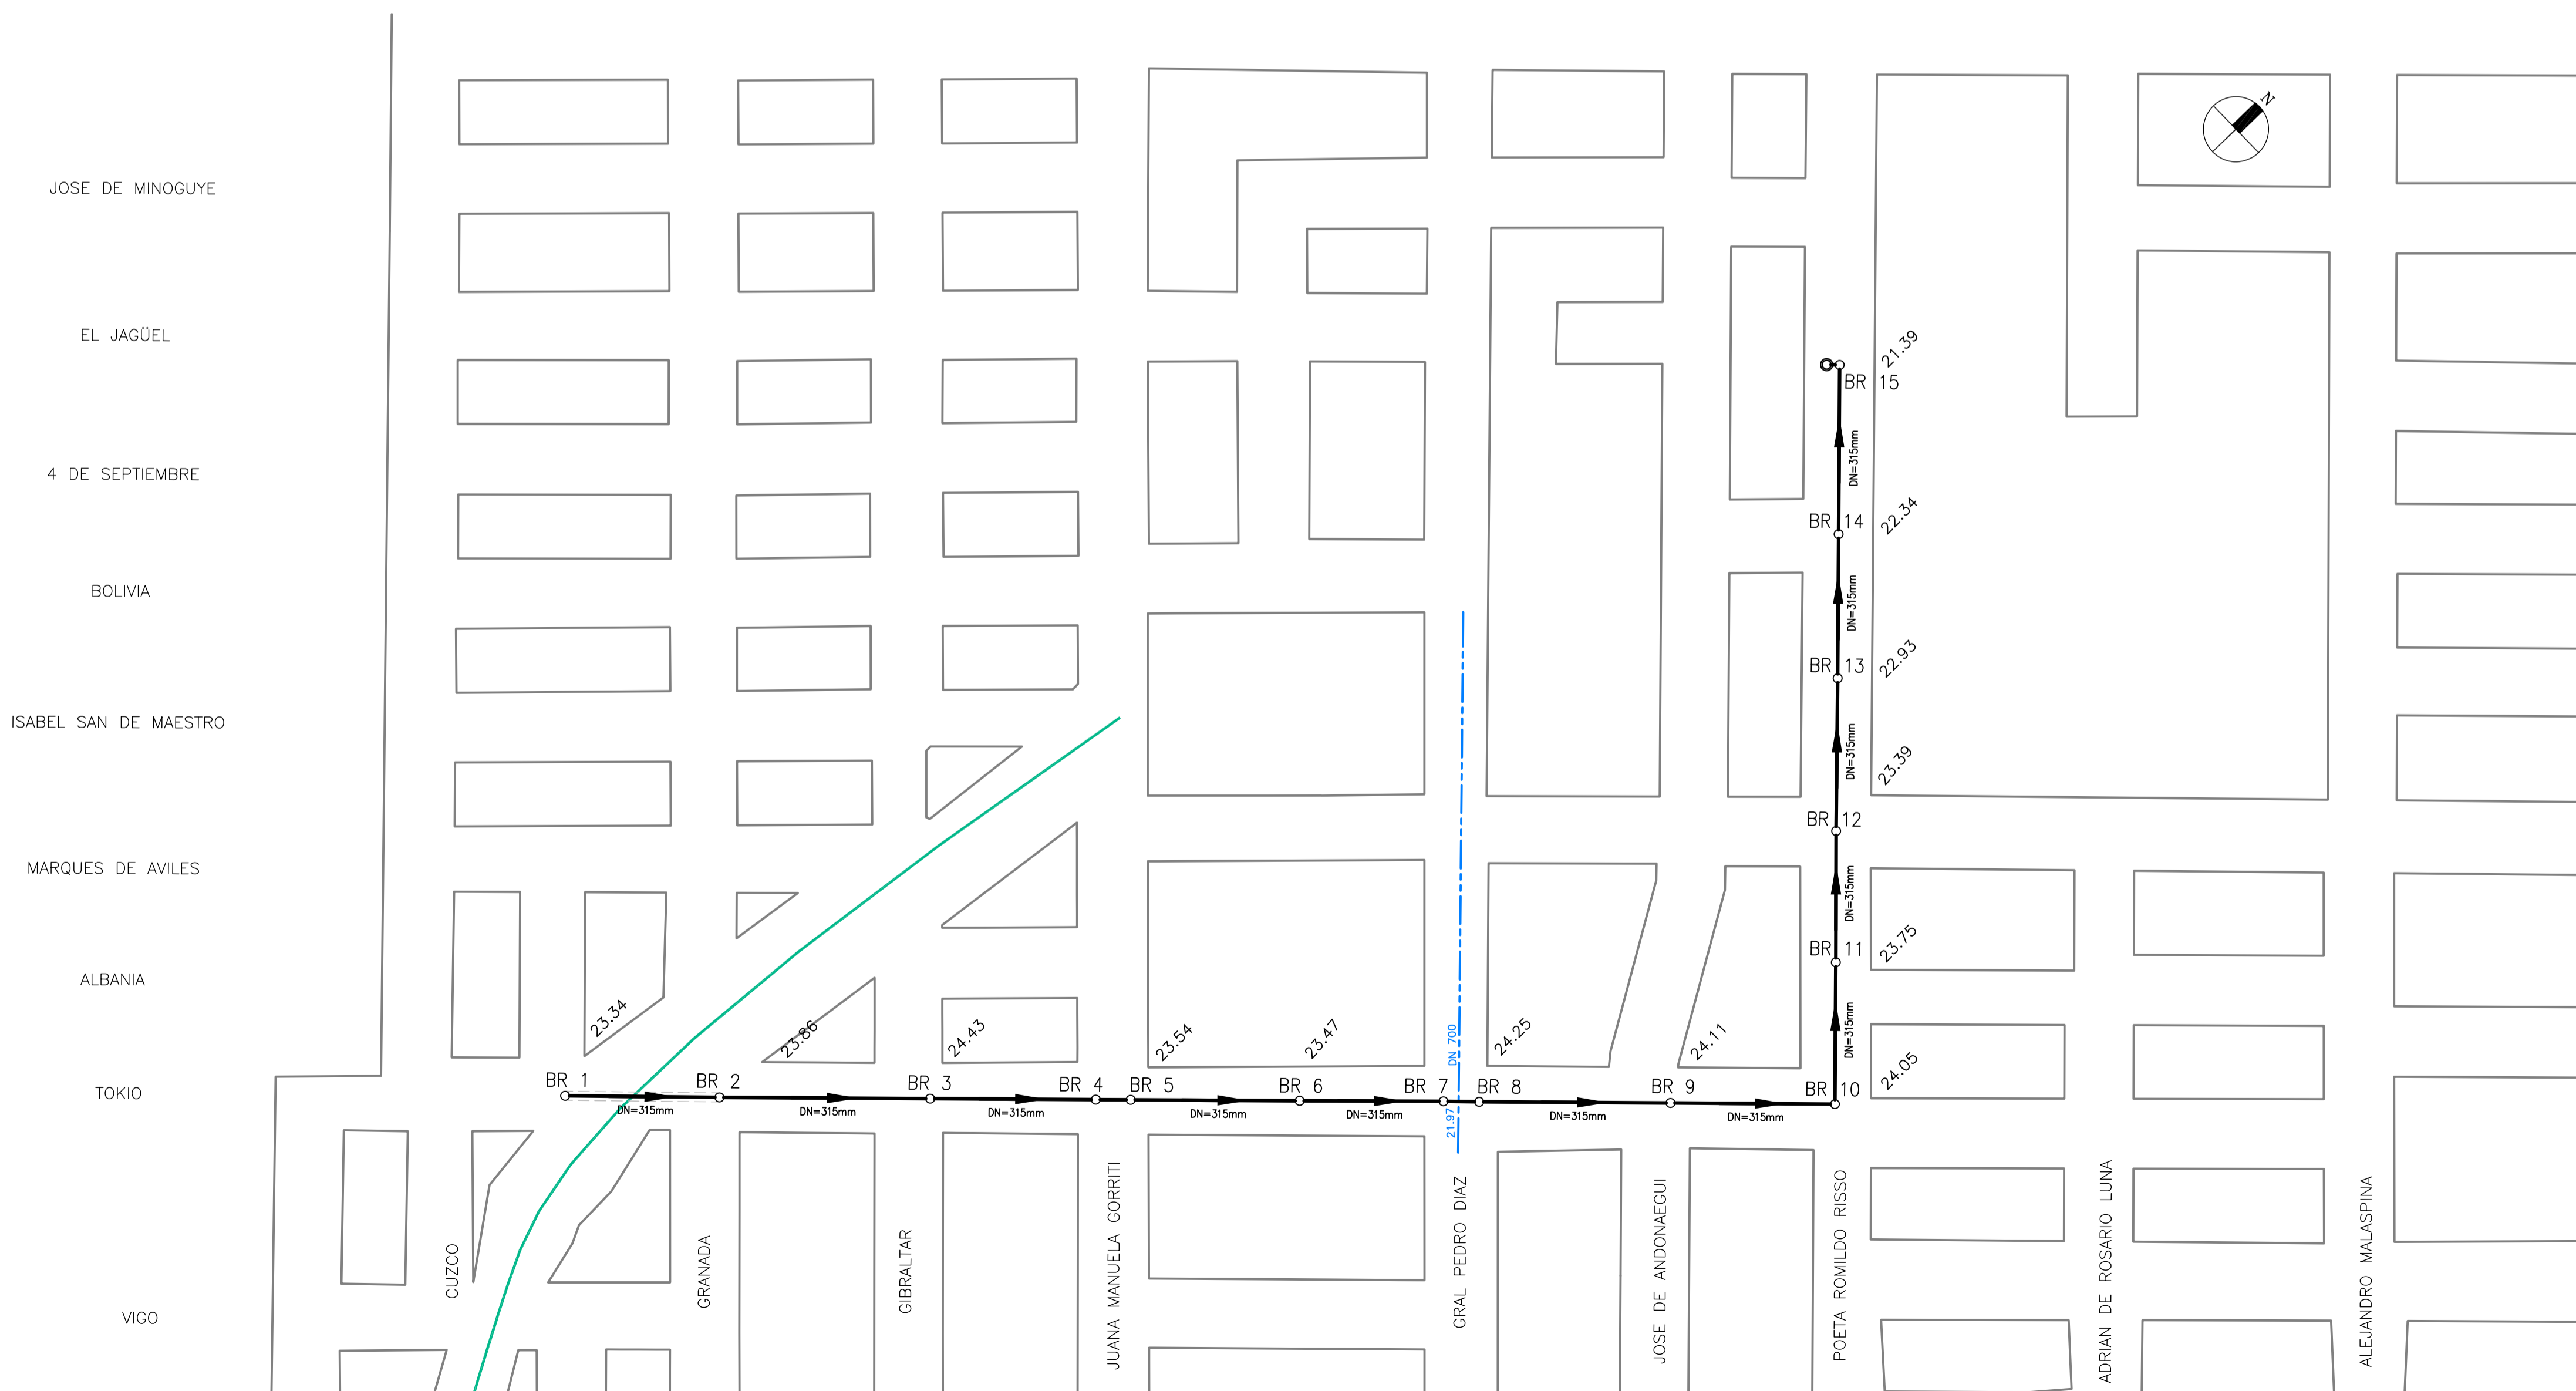 N
JOSE DE MINOGUYE
EL JAGÜEL
4 DE SEPTIEMBRE
BOLIVIA
ISABEL SAN DE MAESTRO
MARQUES DE AVILES
ALBANIA
TOKIO
VIGO
21.39
BR 15
DN=315mm
BR 14
22.34
DN=315mm
BR 13
22.93
DN=315mm
23.39
BR 12
DN=315mm
BR 11
23.75
DN=315mm
24.05
BR 10
23.34
23.86
24.43
23.54
23.47
DN 700
24.25
24.11
BR 1
BR 2
BR 3
BR 4
BR 5
BR 6
BR 7
BR 8
BR 9
DN=315mm
DN=315mm
DN=315mm
DN=315mm
DN=315mm
21.97
DN=315mm
DN=315mm
CUZCO
GRANADA
GIBRALTAR
JUANA MANUELA GORRITI
GRAL PEDRO DIAZ
JOSE DE ANDONAEGUI
POETA ROMILDO RISSO
ADRIAN DE ROSARIO LUNA
ALEJANDRO MALASPINA